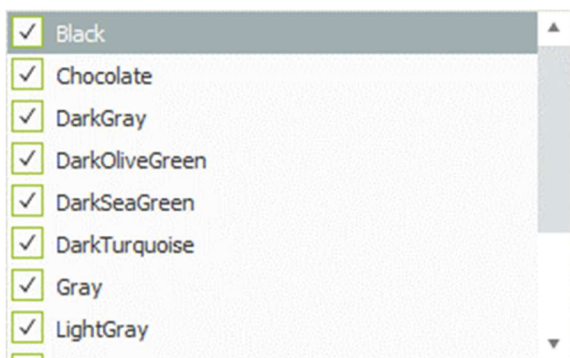 Black
Chocolate
DarkGray
DarkOliveGreen
DarkSeaGreen
DarkTurquoise
Gray
LightGray